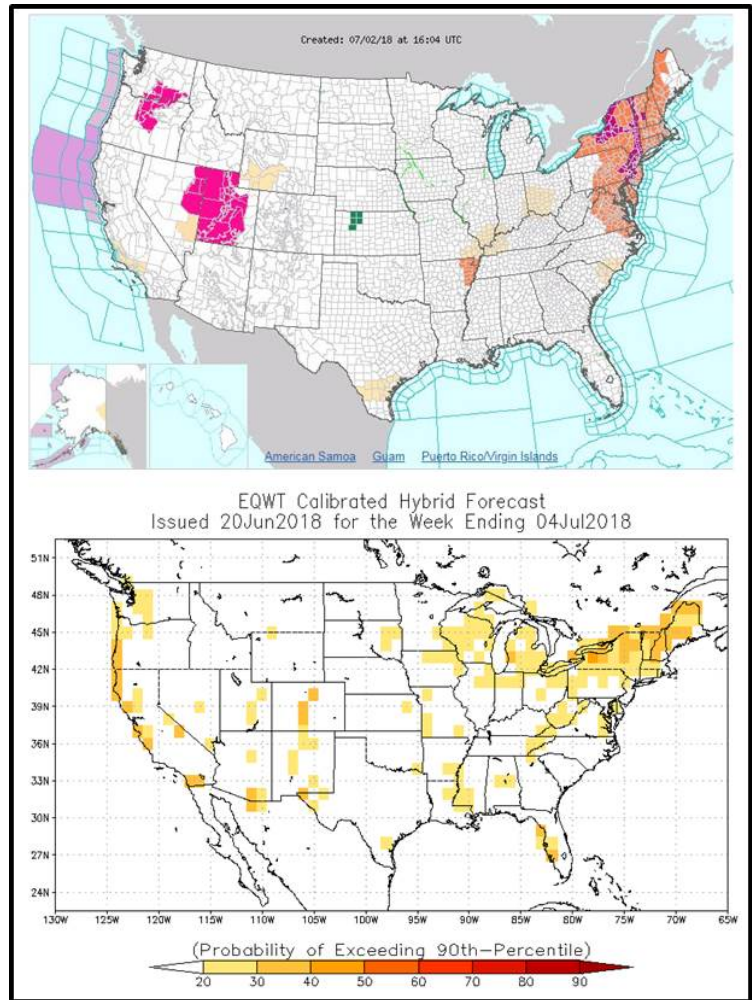 Created: 07/02/18 at 16:04 UTC
American Samoa Guam Puerto Rico/Virgin Islands
EQWT Calibrated Hybrid Forecast
Issued 20Jun2018 for the Week Ending 04Jul2018
51N
48N
45N
42N
39N
36N
33N
30N
27N
24N
130W 125W 120W 115W 110W 105W 100W 95W 90W 85W 80W 75W 70W 65W
(Probability of Exceeding 90th-Percentile)
20 30 40 50 60 70 80 90